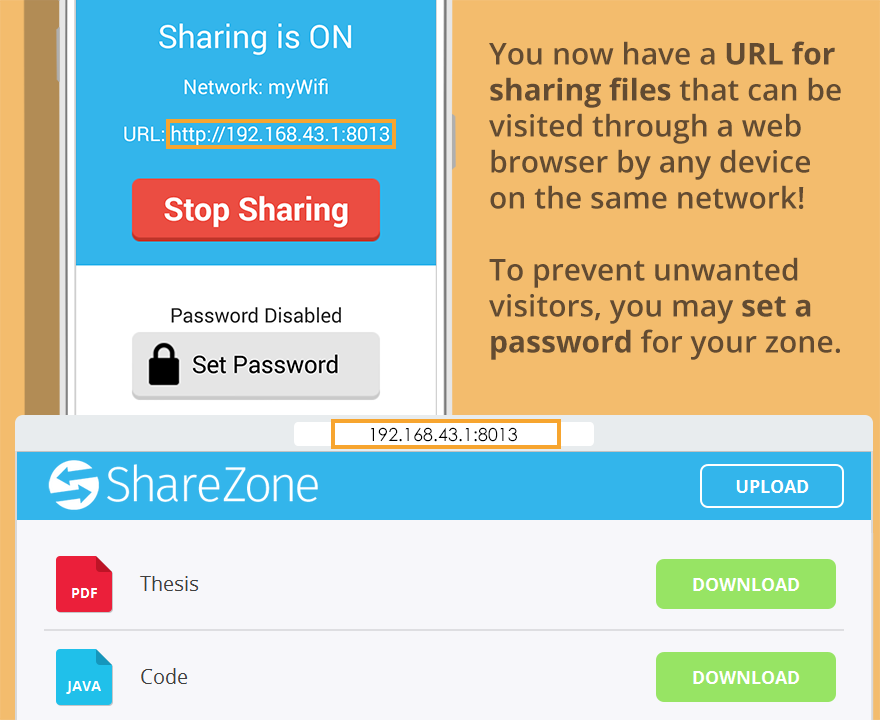 Sharing is ON
Network: myWifi
URL: http://192.168.43.1:8013
Stop Sharing
Password Disabled
Set Password
You now have a URL for
sharing files that can be
visited through a web
browser by any device
on the same network!
To prevent unwanted
visitors, you may set a
password for your zone.
192.168.43.1:8013
ShareZone
UPLOAD
PDF
Thesis
DOWNLOAD
JAVA
Code
DOWNLOAD